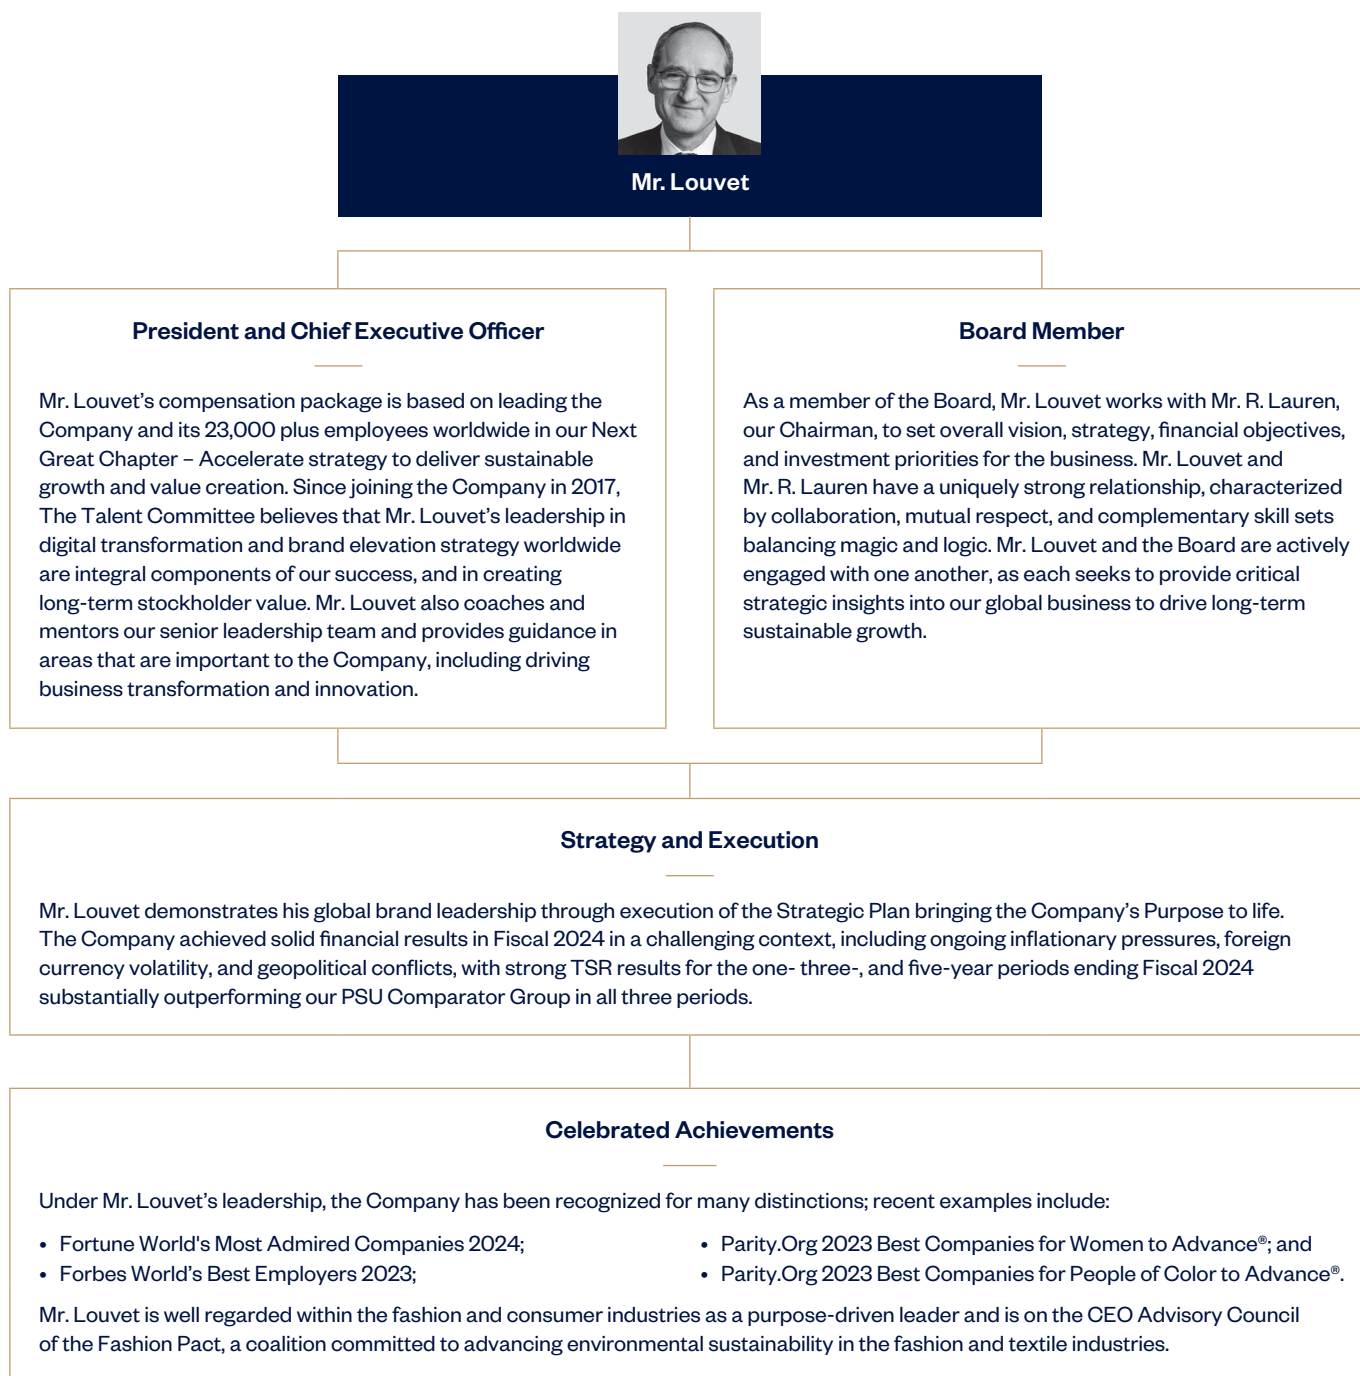 Mr. Louvet
President and Chief Executive Officer
Mr. Louvet’s compensation package is based on leading the
Company and its 23,000 plus employees worldwide in our Next
Great Chapter – Accelerate strategy to deliver sustainable
growth and value creation. Since joining the Company in 2017,
The Talent Committee believes that Mr. Louvet’s leadership in
digital transformation and brand elevation strategy worldwide
are integral components of our success, and in creating
long-term stockholder value. Mr. Louvet also coaches and
mentors our senior leadership team and provides guidance in
areas that are important to the Company, including driving
business transformation and innovation.
Board Member
As a member of the Board, Mr. Louvet works with Mr. R. Lauren,
our Chairman, to set overall vision, strategy, financial objectives,
and investment priorities for the business. Mr. Louvet and
Mr. R. Lauren have a uniquely strong relationship, characterized
by collaboration, mutual respect, and complementary skill sets
balancing magic and logic. Mr. Louvet and the Board are actively
engaged with one another, as each seeks to provide critical
strategic insights into our global business to drive long-term
sustainable growth.
Strategy and Execution
Mr. Louvet demonstrates his global brand leadership through execution of the Strategic Plan bringing the Company’s Purpose to life.
The Company achieved solid financial results in Fiscal 2024 in a challenging context, including ongoing inflationary pressures, foreign
currency volatility, and geopolitical conflicts, with strong TSR results for the one- three-, and five-year periods ending Fiscal 2024
substantially outperforming our PSU Comparator Group in all three periods.
Celebrated Achievements
Under Mr. Louvet’s leadership, the Company has been recognized for many distinctions; recent examples include:
• Fortune World's Most Admired Companies 2024;
• Forbes World’s Best Employers 2023;
• Parity.Org 2023 Best Companies for Women to Advance®; and
• Parity.Org 2023 Best Companies for People of Color to Advance®.
Mr. Louvet is well regarded within the fashion and consumer industries as a purpose-driven leader and is on the CEO Advisory Council
of the Fashion Pact, a coalition committed to advancing environmental sustainability in the fashion and textile industries.